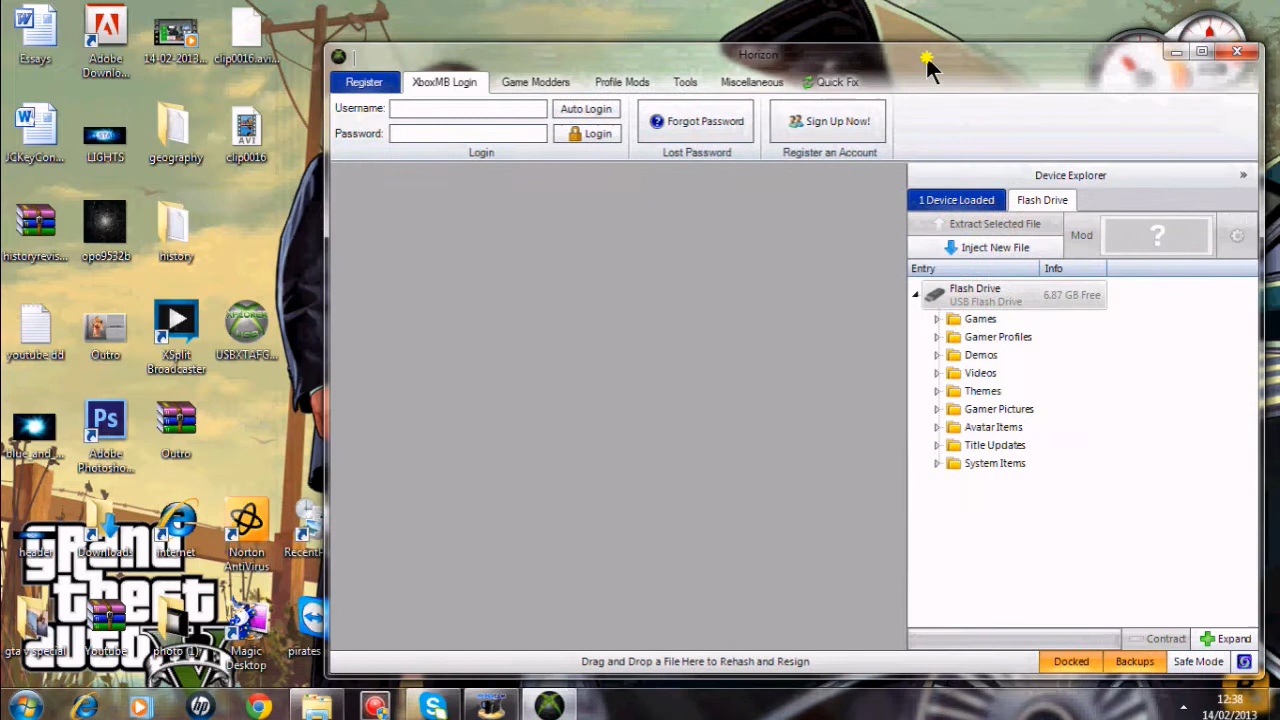 Essays
Adobe
Downlo...
14-02-2013...
clip0016.avi...
Horizon
Register
XboxMB Login
Game Modders
Profile Mods
Tools
Miscellaneous
Quick Fix
Username:
Auto Login
Password:
Login
Forgot Password
Sign Up Now!
Login
Lost Password
Register an Account
JCKeyCon...
LIGHTS
geography
AVI
clip0016
Device Explorer
»
1 Device Loaded
Flash Drive
Extract Selected File
Inject New File
Mod
?
Entry
Info
Flash Drive
USB Flash Drive
6.87 GB Free
Games
Gamer Profiles
Demos
Videos
Themes
Gamer Pictures
Avatar Items
Title Updates
System Items
historyrevis...
opo9532b
history
youtube dd
Outro
XSplit
Broadcaster
USBXTAFG...
Ps
blue_and_...
Adobe
Photosho...
Outro
header
Downloads
Internet
Norton
AntiVirus
RecentF
grand
theft
auto V
gta v special
Youtube
photo (1)
Magic
Desktop
pirates
Contract
Expand
Drag and Drop a File Here to Rehash and Resign
Docked
Backups
Safe Mode
hp
12:38
14/02/2013